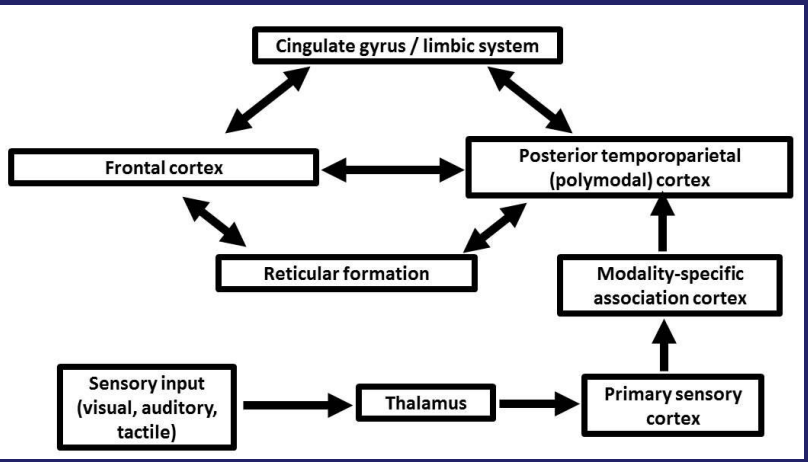 Cingulate gyrus / limbic system
Frontal cortex
Posterior temporoparietal
(polymodal) cortex
Reticular formation
Modality-specific
association cortex
Sensory input
(visual, auditory,
tactile)
Thalamus
Primary sensory
cortex